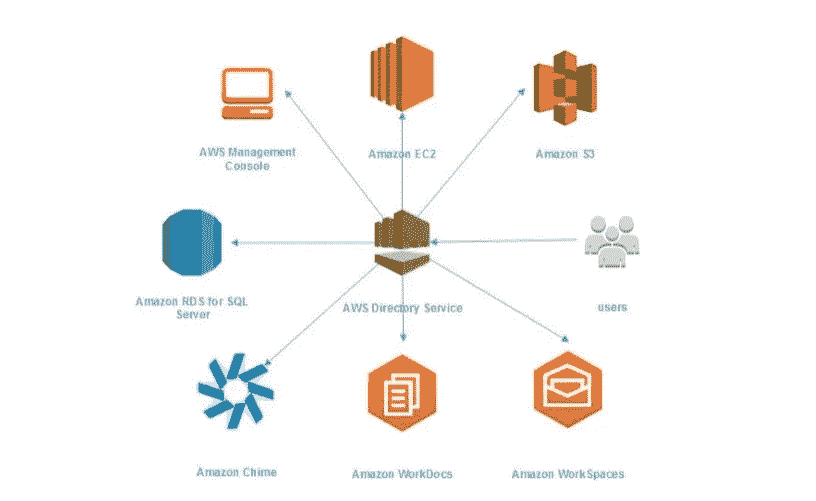 AWS Management
Console
Amazon EC2
Amazon S3
Amazon RDS for SQL
Server
AWS Directory Service
users
Amazon Chime
Amazon WorkDocs
Amazon WorkSpaces